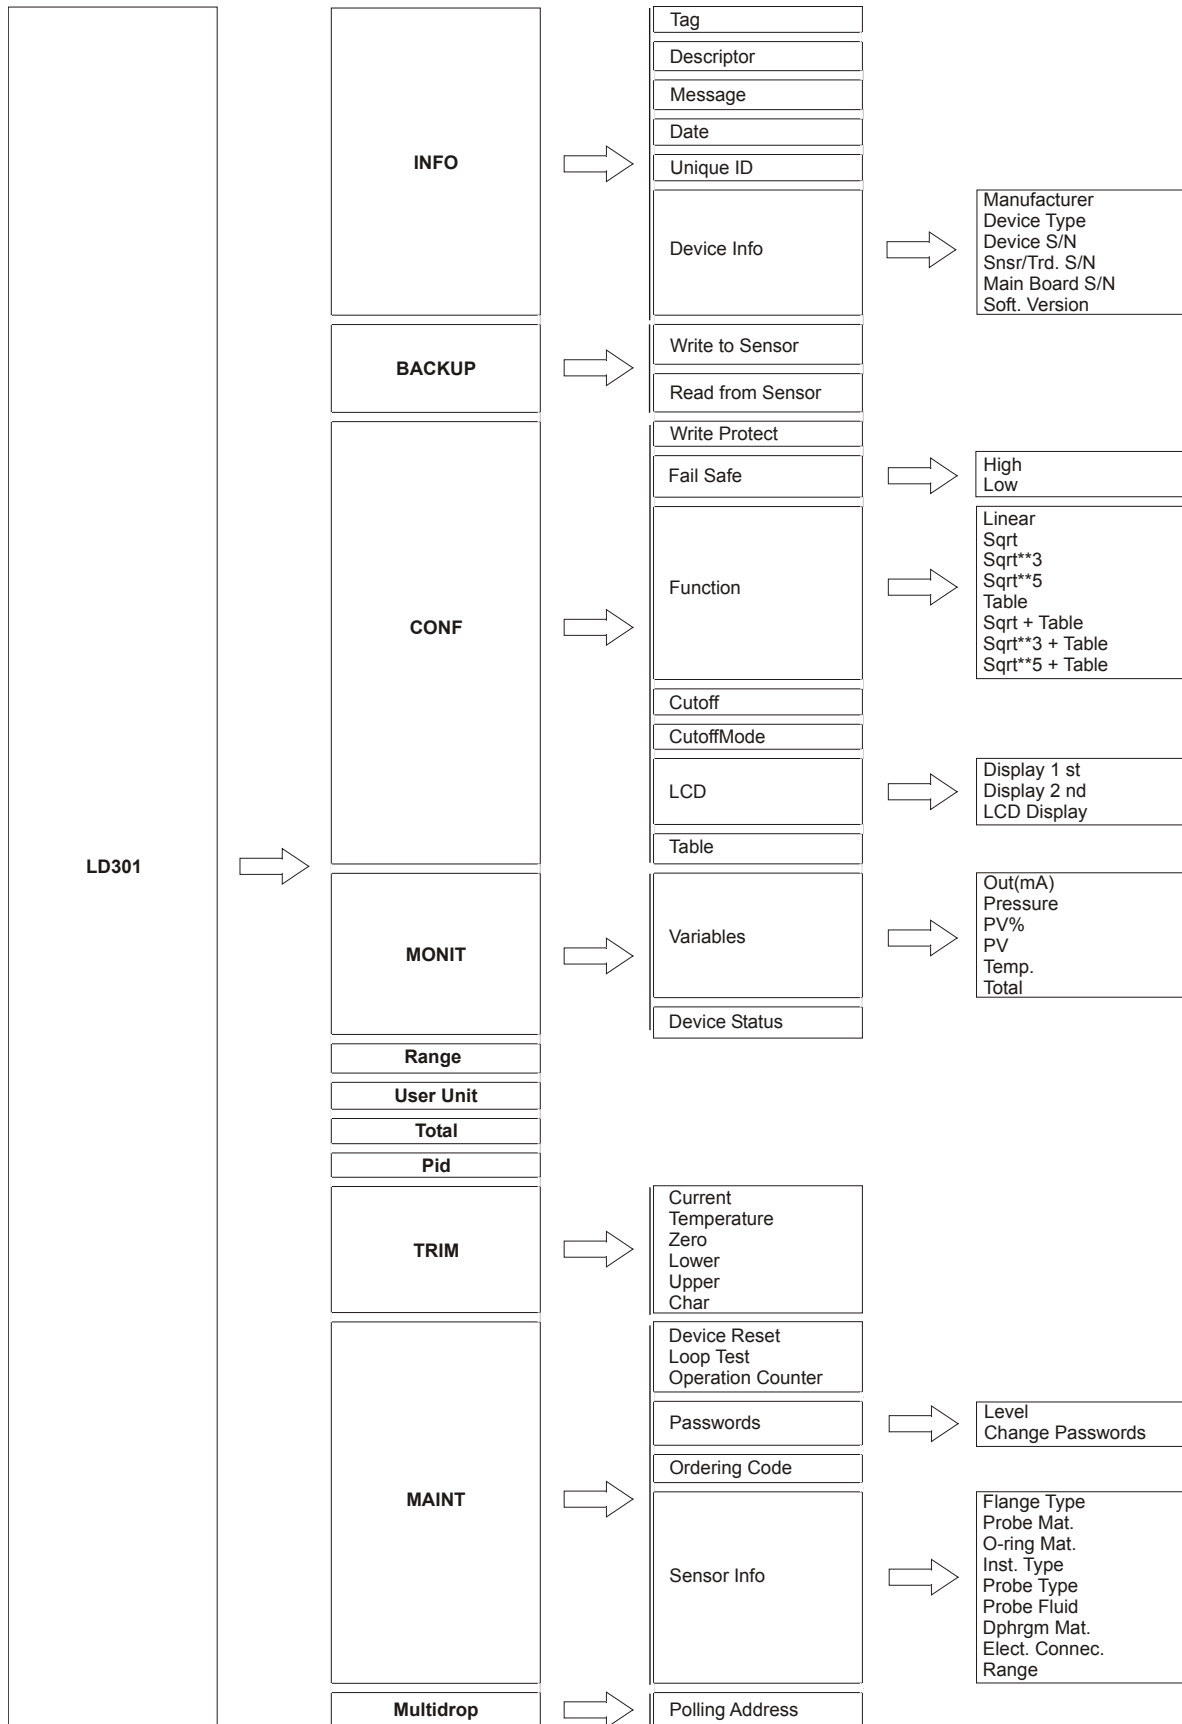 LD301
INFO
Tag
Descriptor
Message
Date
Unique ID
Device Info
Manufacturer
Device Type
Device S/N
Snsr/Trd. S/N
Main Board S/N
Soft. Version
BACKUP
Write to Sensor
Read from Sensor
CONF
Write Protect
Fail Safe
High
Low
Function
Linear
Sqrt
Sqrt**3
Sqrt**5
Table
Sqrt + Table
Sqrt**3 + Table
Sqrt**5 + Table
Cutoff
CutoffMode
LCD
Display 1 st
Display 2 nd
LCD Display
Table
MONIT
Variables
Out(mA)
Pressure
PV%
PV
Temp.
Total
Device Status
Range
User Unit
Total
Pid
TRIM
Current
Temperature
Zero
Lower
Upper
Char
MAINT
Device Reset
Loop Test
Operation Counter
Passwords
Level
Change Passwords
Ordering Code
Sensor Info
Flange Type
Probe Mat.
O-ring Mat.
Inst. Type
Probe Type
Probe Fluid
Dphrgm Mat.
Elect. Connec.
Range
Multidrop
Polling Address